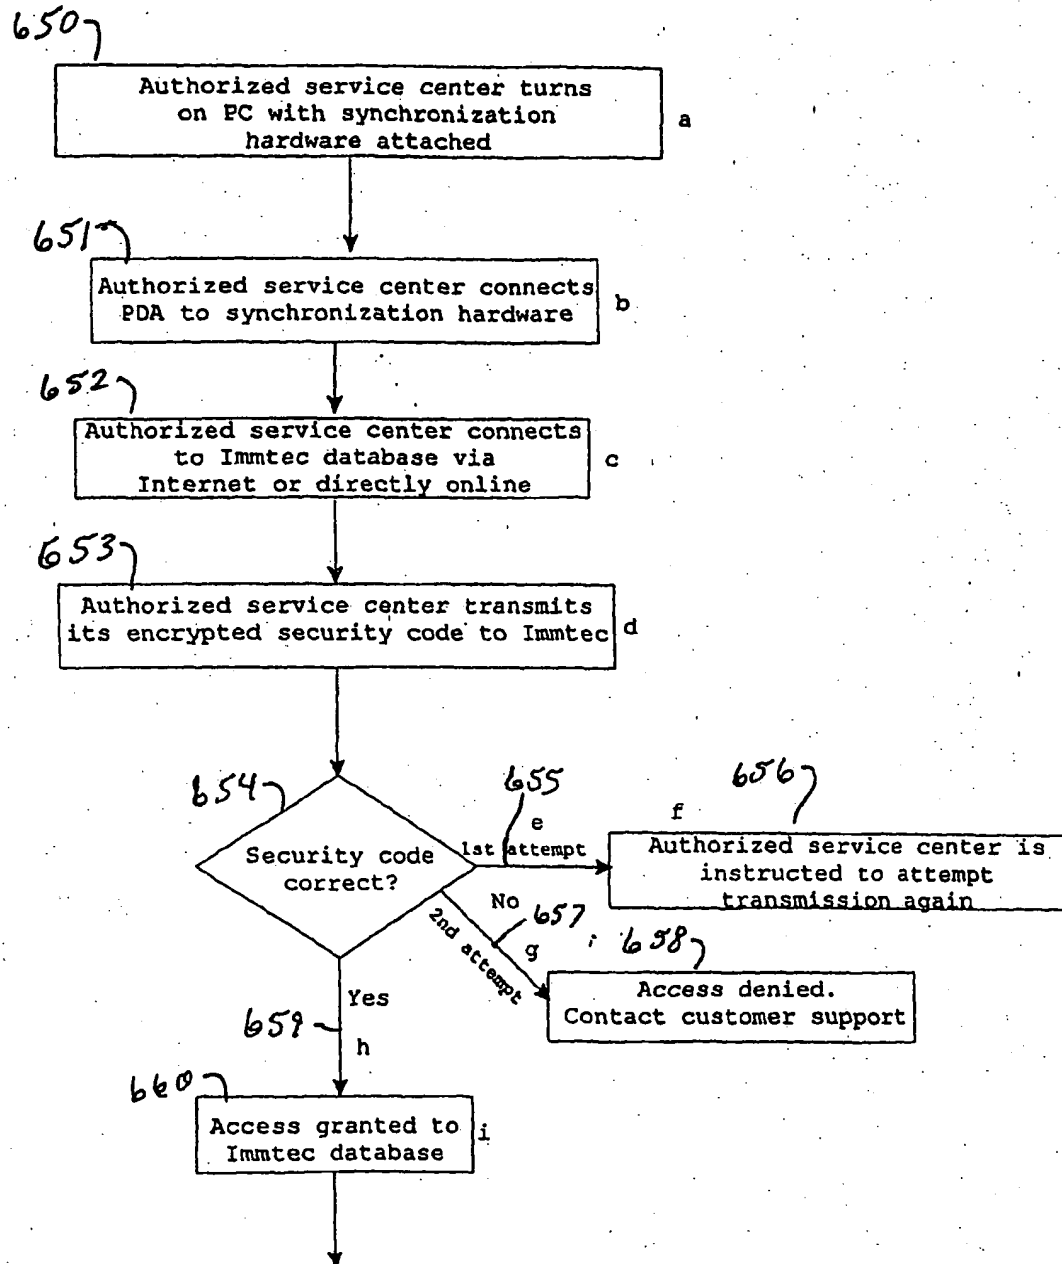 650
Authorized service center turns
on PC with synchronization
hardware attached
a
651
Authorized service center connects
PDA to synchronization hardware
b
652
Authorized service center connects
to Immtec database via
Internet or directly online
c
653
Authorized service center transmits
its encrypted security code to Immtec
d
654
Security code
correct?
655
e
1st attempt
656
f
Authorized service center is
instructed to attempt
transmission again
No
657
g
2nd attempt
658
Access denied.
Contact customer support
Yes
659
h
660
Access granted to
Immtec database
i